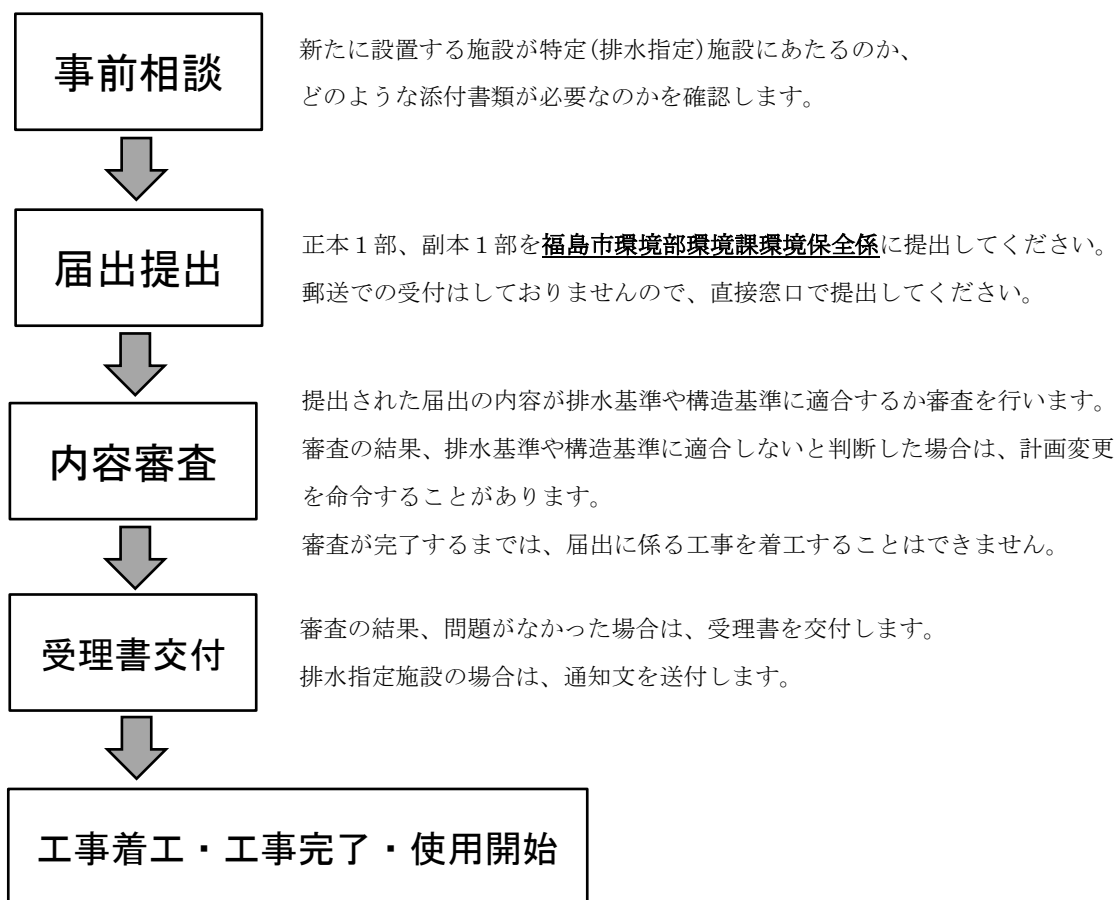 事前相談
新たに設置する施設が特定(排水指定)施設にあたるのか、
どのような添付書類が必要なのかを確認します。
届出提出
正本１部、副本１部を福島市環境部環境課環境保全係に提出してください。
郵送での受付はしておりませんので、直接窓口で提出してください。
内容審査
提出された届出の内容が排水基準や構造基準に適合するか審査を行います。
審査の結果、排水基準や構造基準に適合しないと判断した場合は、計画変更
を命令することがあります。
審査が完了するまでは、届出に係る工事を着工することはできません。
受理書交付
審査の結果、問題がなかった場合は、受理書を交付します。
排水指定施設の場合は、通知文を送付します。
工事着工・工事完了・使用開始